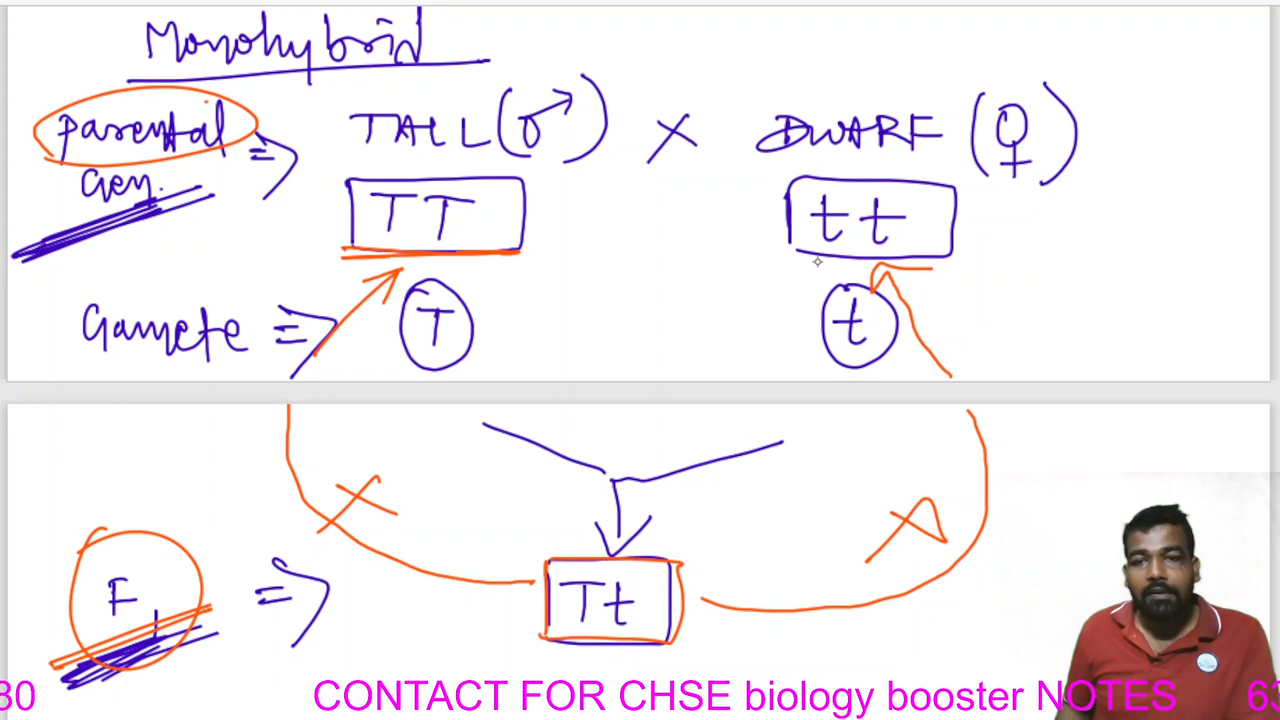 Monohybrid
Parental => TALL (♂) × DWARF (♀)
Gen. TT tt
Gamete => T t
F1 => Tt
30 CONTACT FOR CHSE biology booster NOTES 63